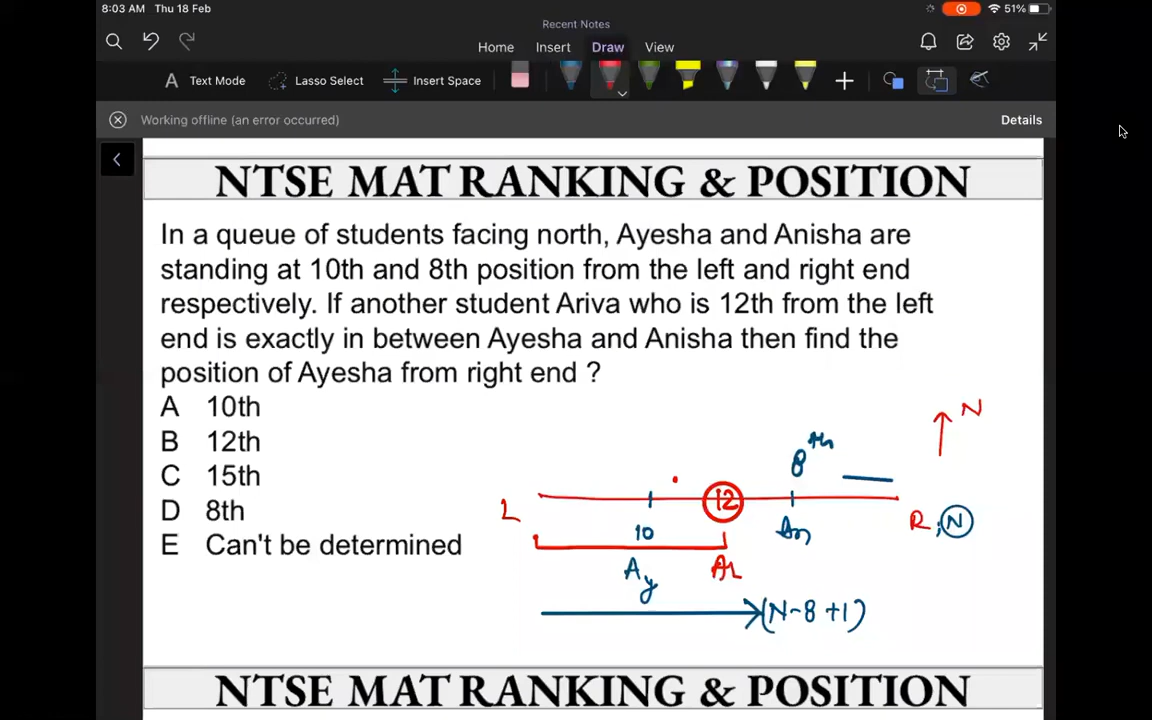 8:03 AM Thu 18 Feb
51%
Recent Notes
Home Insert Draw View
Text Mode Lasso Select Insert Space
Working offline (an error occurred) Details
NTSE MAT RANKING & POSITION
In a queue of students facing north, Ayesha and Anisha are
standing at 10th and 8th position from the left and right end
respectively. If another student Ariva who is 12th from the left
end is exactly in between Ayesha and Anisha then find the
position of Ayesha from right end ?
A 10th
B 12th
C 15th
D 8th
E Can't be determined
N
8th
12
L
R ; N
10
An
Ay
Ar
(N-8+1)
NTSE MAT RANKING & POSITION